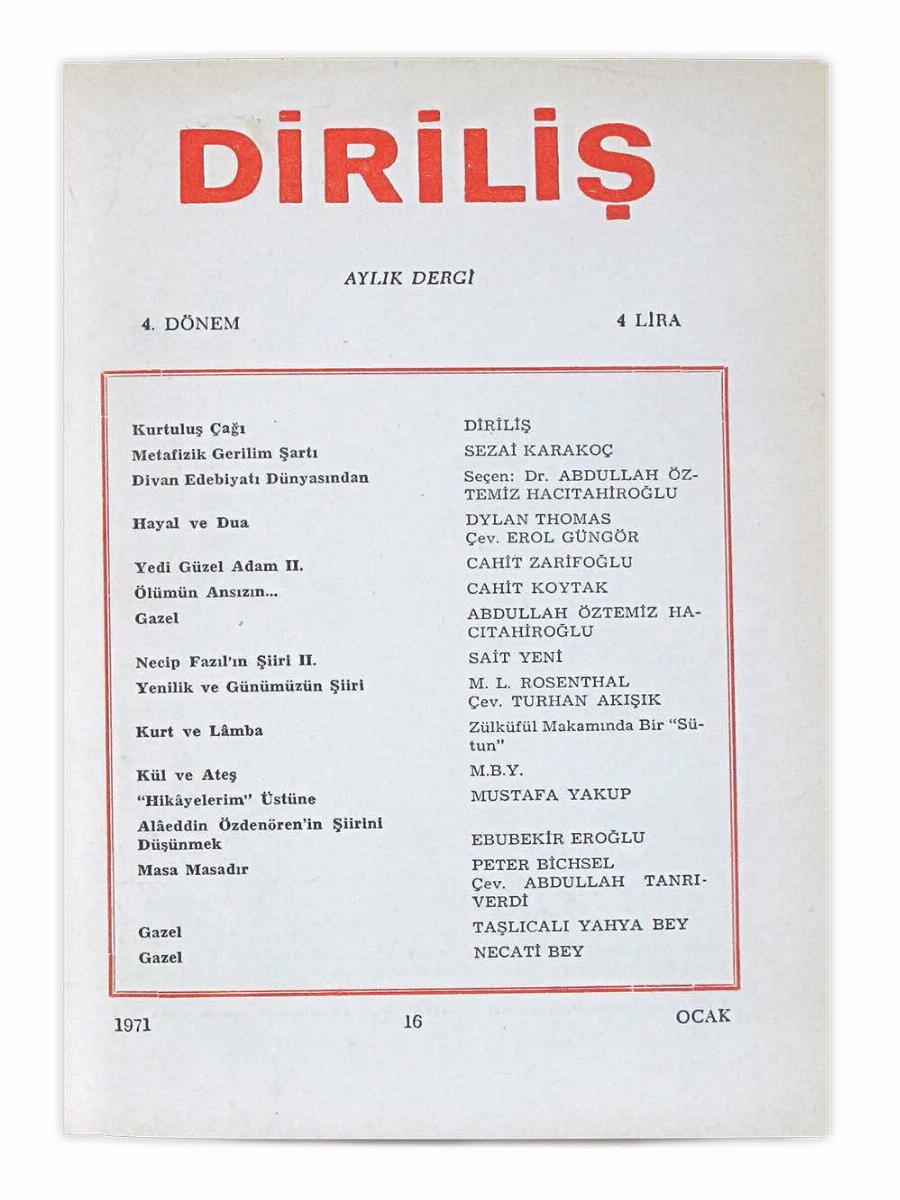 DİRİLİŞ
AYLIK DERGİ
4. DÖNEM 4 LİRA
Kurtuluş Çağı DİRİLİŞ
Metafizik Gerilim Şartı SEZAİ KARAKOÇ
Divan Edebiyatı Dünyasından Seçen: Dr. ABDULLAH ÖZ-
TEMİZ HACITAHİROĞLU
Hayal ve Dua DYLAN THOMAS
Çev. EROL GÜNGÖR
Yedi Güzel Adam II. CAHİT ZARİFOĞLU
Ölümün Ansızın... CAHİT KOYTAK
Gazel ABDULLAH ÖZTEMİZ HA-
CITAHİROĞLU
Necip Fazıl'ın Şiiri II. SAİT YENİ
Yenilik ve Günümüzün Şiiri M. L. ROSENTHAL
Çev. TURHAN AKIŞIK
Kurt ve Lâmba Zülküfül Makamında Bir "Sü-
tun"
Kül ve Ateş M.B.Y.
"Hikâyelerim" Üstüne MUSTAFA YAKUP
Alâeddin Özdenören'in Şiirini
Düşünmek EBUBEKİR EROĞLU
Masa Masadır PETER BİCHSEL
Çev. ABDULLAH TANRI-
VERDİ
Gazel TAŞLICALI YAHYA BEY
Gazel NECATİ BEY
1971 16 OCAK